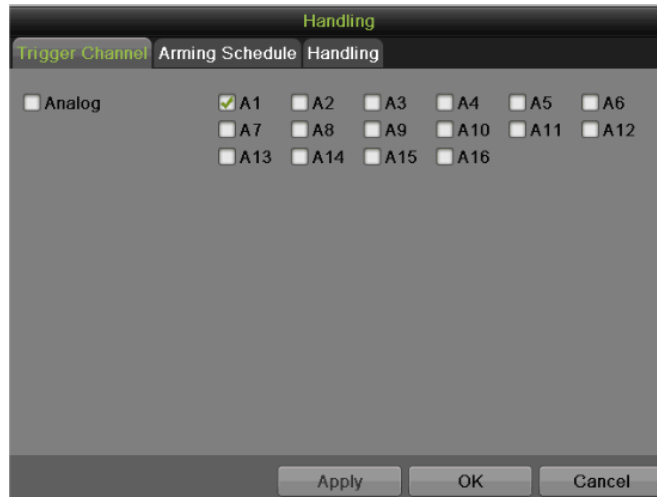 Handling
Trigger Channel Arming Schedule Handling
Analog A1 A2 A3 A4 A5 A6
A7 A8 A9 A10 A11 A12
A13 A14 A15 A16
Apply OK Cancel